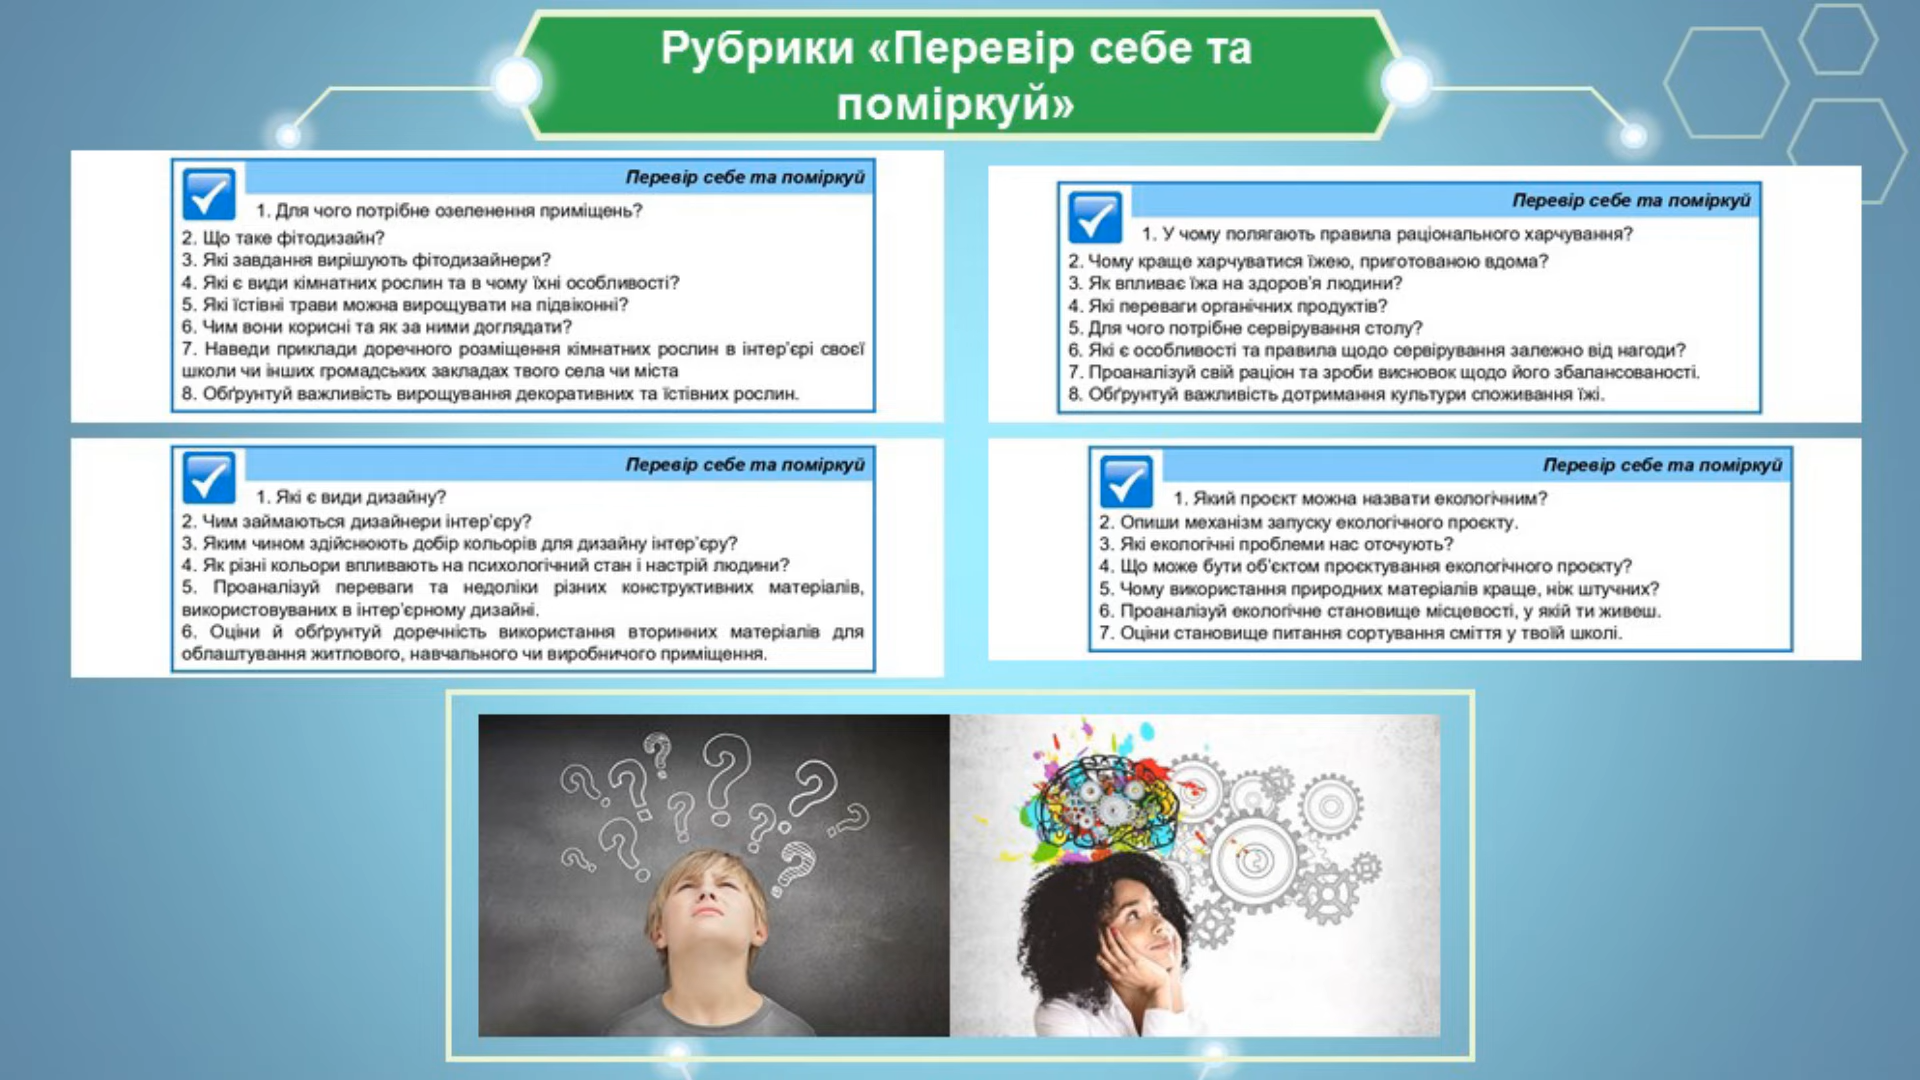 Рубрики «Перевір себе та
поміркуй»
Перевір себе та поміркуй
1. Для чого потрібне озеленення приміщень?
2. Що таке фітодизайн?
3. Які завдання вирішують фітодизайнери?
4. Які є види кімнатних рослин та в чому їхні особливості?
5. Які їстівні трави можна вирощувати на підвіконні?
6. Чим вони корисні та як за ними доглядати?
7. Наведи приклади доречного розміщення кімнатних рослин в інтер'єрі своєї
школи чи інших громадських закладах твого села чи міста
8. Обґрунтуй важливість вирощування декоративних та їстівних рослин.
Перевір себе та поміркуй
1. У чому полягають правила раціонального харчування?
2. Чому краще харчуватися їжею, приготованою вдома?
3. Як впливає їжа на здоров'я людини?
4. Які переваги органічних продуктів?
5. Для чого потрібне сервірування столу?
6. Які є особливості та правила щодо сервірування залежно від нагоди?
7. Проаналізуй свій раціон та зроби висновок щодо його збалансованості.
8. Обґрунтуй важливість дотримання культури споживання їжі.
Перевір себе та поміркуй
1. Які є види дизайну?
2. Чим займаються дизайнери інтер'єру?
3. Яким чином здійснюють добір кольорів для дизайну інтер'єру?
4. Як різні кольори впливають на психологічний стан і настрій людини?
5. Проаналізуй переваги та недоліки різних конструктивних матеріалів,
використовуваних в інтер'єрному дизайні.
6. Оціни й обґрунтуй доречність використання вторинних матеріалів для
облаштування житлового, навчального чи виробничого приміщення.
Перевір себе та поміркуй
1. Який проєкт можна назвати екологічним?
2. Опиши механізм запуску екологічного проєкту.
3. Які екологічні проблеми нас оточують?
4. Що може бути об'єктом проєктування екологічного проєкту?
5. Чому використання природних матеріалів краще, ніж штучних?
6. Проаналізуй екологічне становище місцевості, у якій ти живеш.
7. Оціни становище питання сортування сміття у твоїй школі.